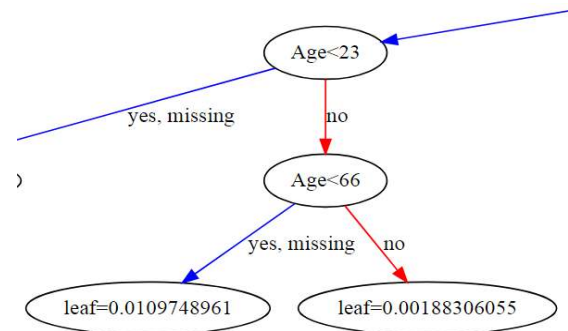 Age<23
yes, missing
no
Age<66
yes, missing
no
leaf=0.0109748961
leaf=0.00188306055